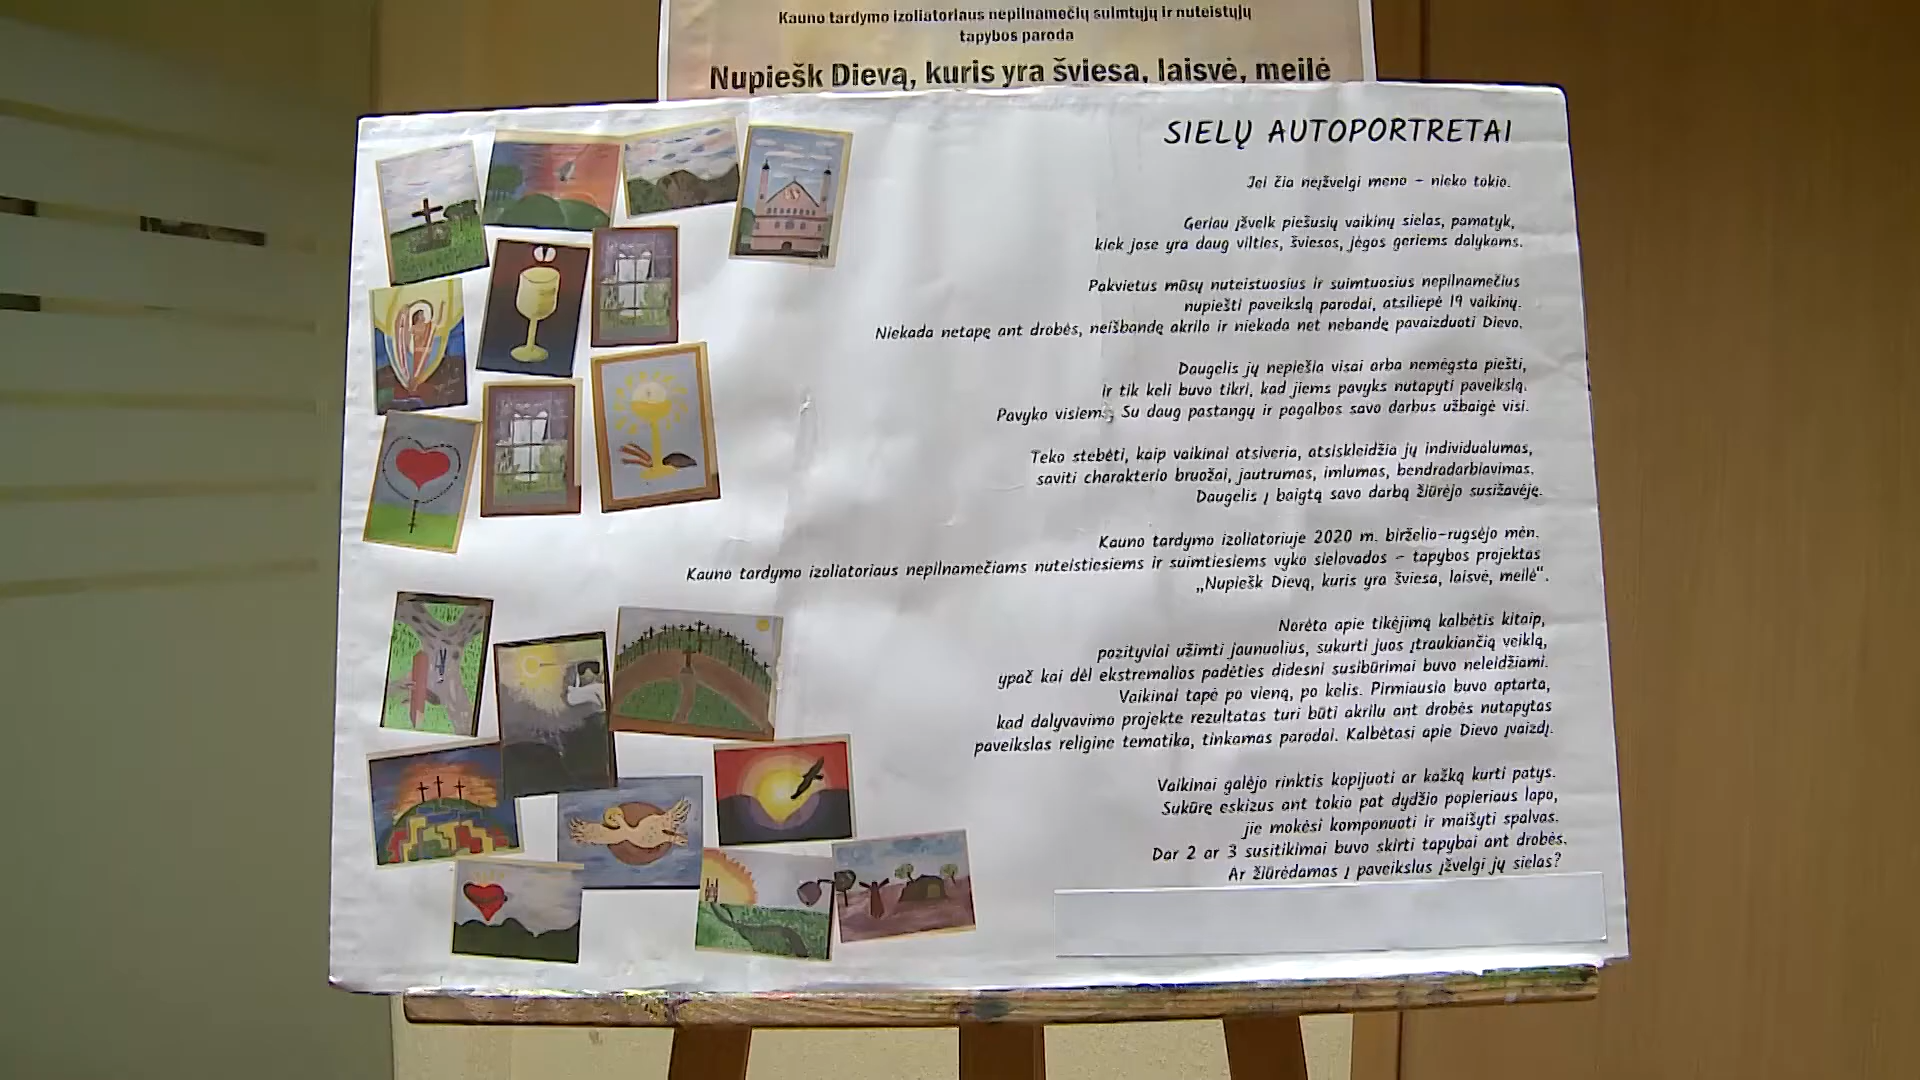 Kauno tardymo izoliatoriaus nepilnamečių suimtųjų ir nuteistųjų
tapybos paroda
Nupiešk Dievą, kuris yra šviesa, laisvė, meilė
SIELŲ AUTOPORTRETAI
Jei čia neįžvelgi meno – nieko tokio.
Geriau įžvelk piešusių vaikinų sielas, pamatyk,
kiek jose yra daug vilties, šviesos, jėgos geriems dalykams.
Pakvietus mūsų nuteistuosius ir suimtuosius nepilnamečius
nupiešti paveikslą parodai, atsiliepė 19 vaikinų.
Niekada netapę ant drobės, neišbandę akrilo ir niekada net nebandę pavaizduoti Dievo.
Daugelis jų nepiešia visai arba nemėgsta piešti,
ir tik keli buvo tikri, kad jiems pavyks nutapyti paveikslą.
Pavyko visiems, Su daug pastangų ir pagalbos savo darbus užbaigė visi.
Teko stebėti, kaip vaikinai atsiveria, atsiskleidžia jų individualumas,
saviti charakterio bruožai, jautrumas, imlumas, bendradarbiavimas.
Daugelis į baigtą savo darbą žiūrėjo susižavėję.
Kauno tardymo izoliatoriuje 2020 m. birželio-rugsėjo mėn.
Kauno tardymo izoliatoriaus nepilnamečiams nuteistiesiems ir suimtiesiems vyko sielovados – tapybos projektas
„Nupiešk Dievą, kuris yra šviesa, laisvė, meilė“.
Norėta apie tikėjimą kalbėtis kitaip,
pozityviai užimti jaunuolius, sukurti juos įtraukiančią veiklą,
ypač kai dėl ekstremalios padėties didesni susibūrimai buvo neleidžiami.
Vaikinai tapė po vieną, po kelis. Pirmiausia buvo aptarta,
kad dalyvavimo projekte rezultatas turi būti akrilu ant drobės nutapytas
paveikslas religine tematika, tinkamas parodai. Kalbėtasi apie Dievo įvaizdį.
Vaikinai galėjo rinktis kopijuoti ar kažką kurti patys.
Sukūrę eskizus ant tokio pat dydžio popieriaus lapo,
jie mokėsi komponuoti ir maišyti spalvas.
Dar 2 ar 3 susitikimai buvo skirti tapybai ant drobės.
Ar žiūrėdamas į paveikslus įžvelgi jų sielas?